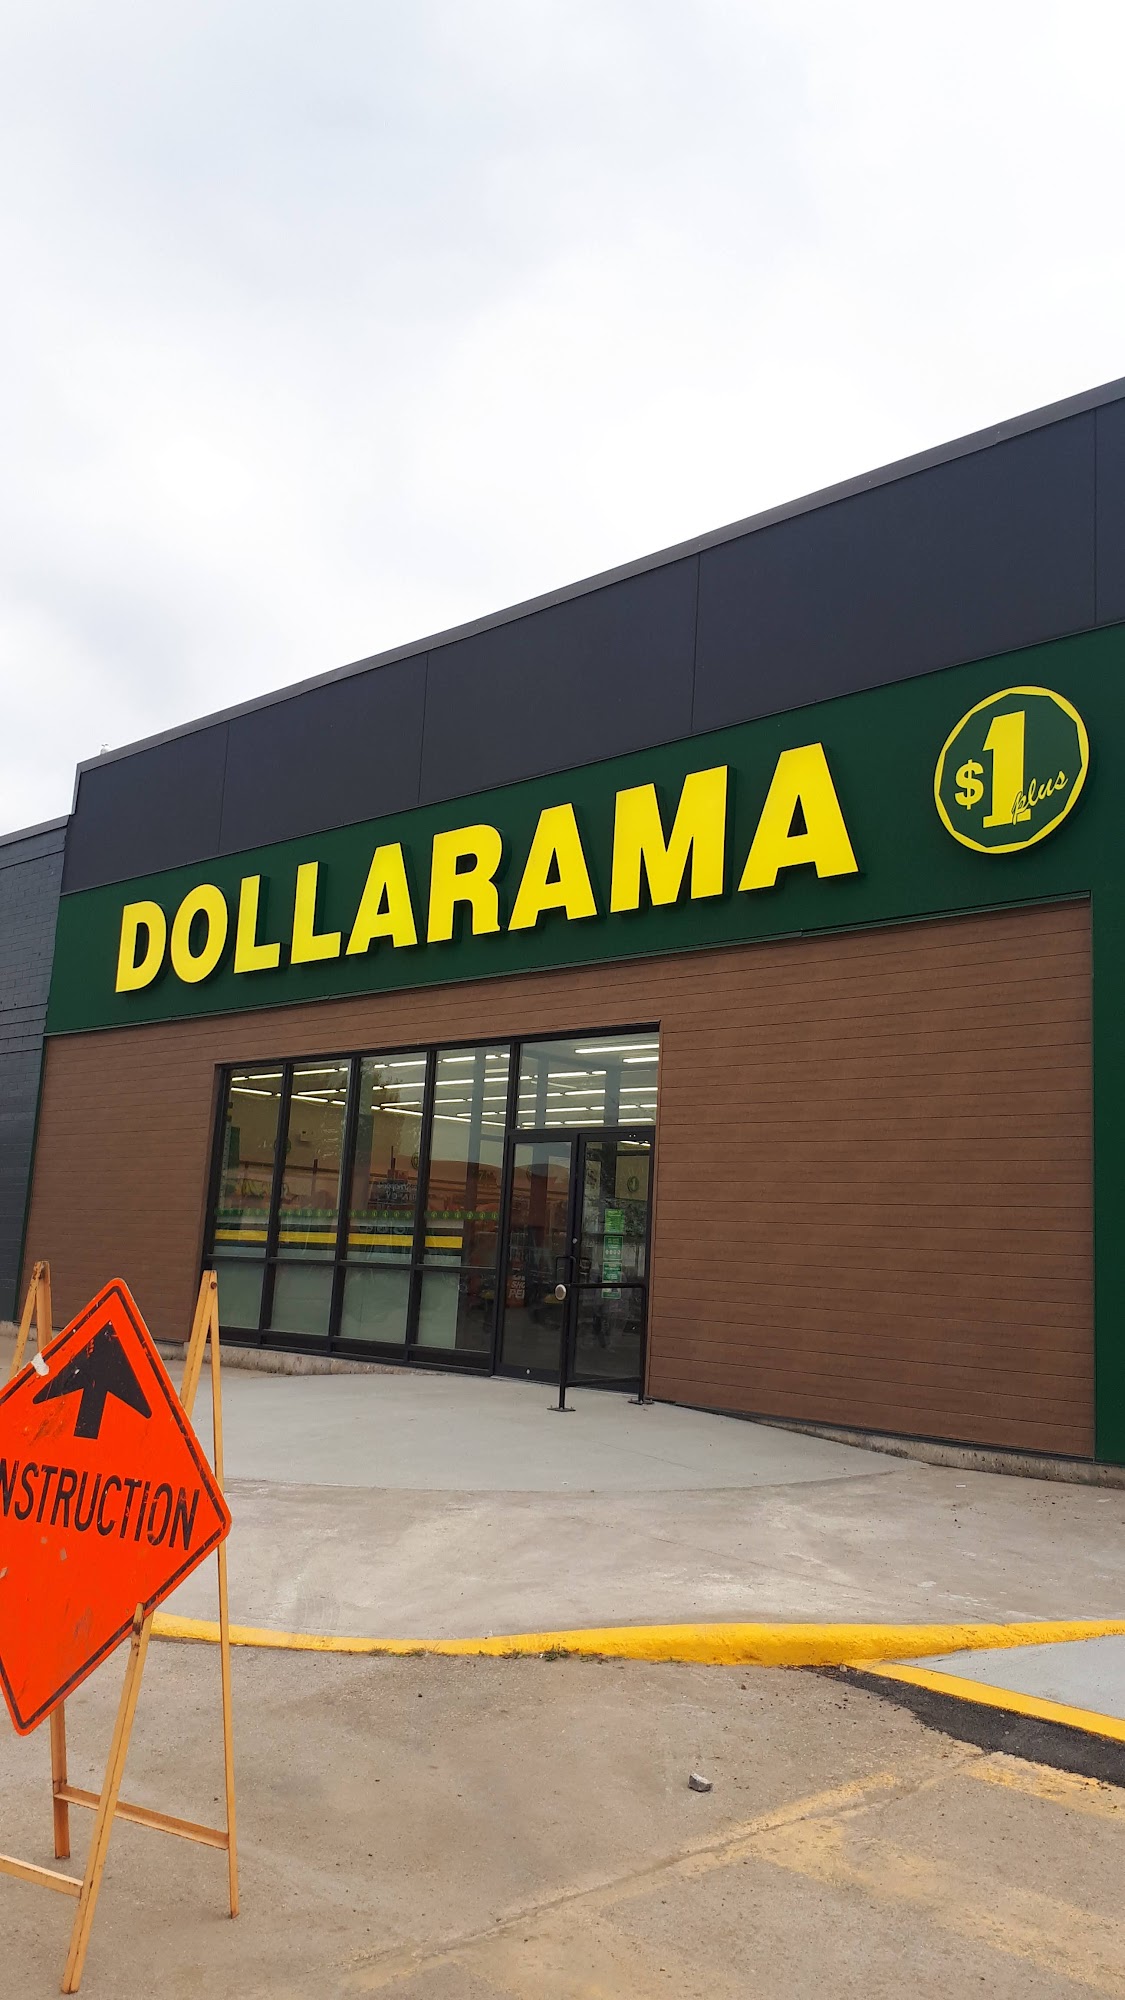 DOLLARAMA
$1 plus
NSTRUCTION